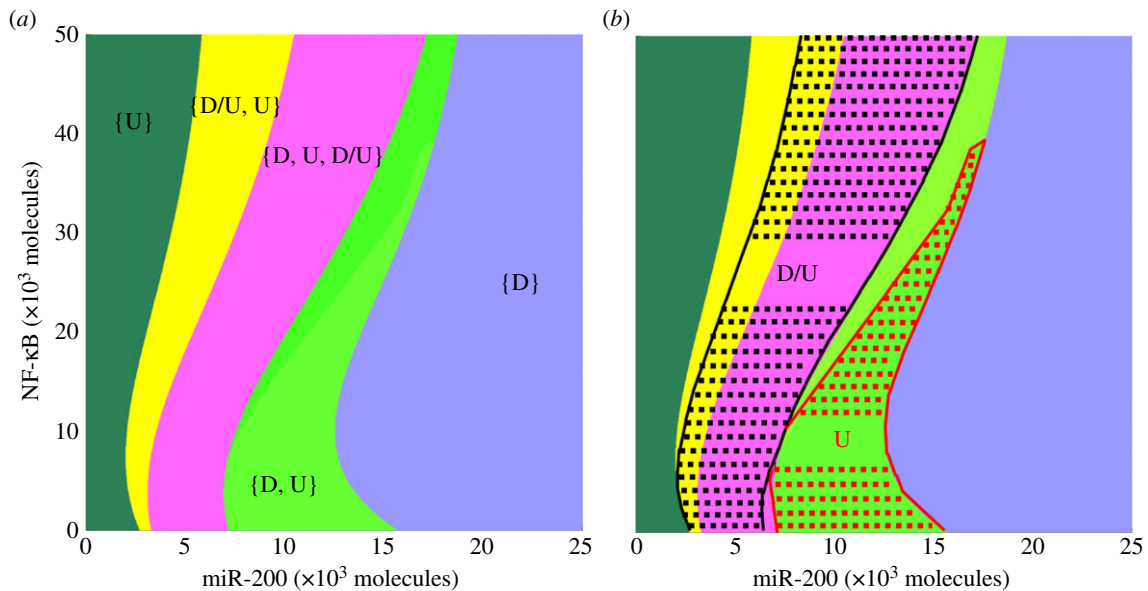 (a)
50
40
30
20
10
0
NF-κB (×10³ molecules)
{U}
{D/U, U}
{D, U, D/U}
{D}
{D, U}
0 5 10 15 20 25
miR-200 (×10³ molecules)
(b)
D/U
U
0 5 10 15 20 25
miR-200 (×10³ molecules)